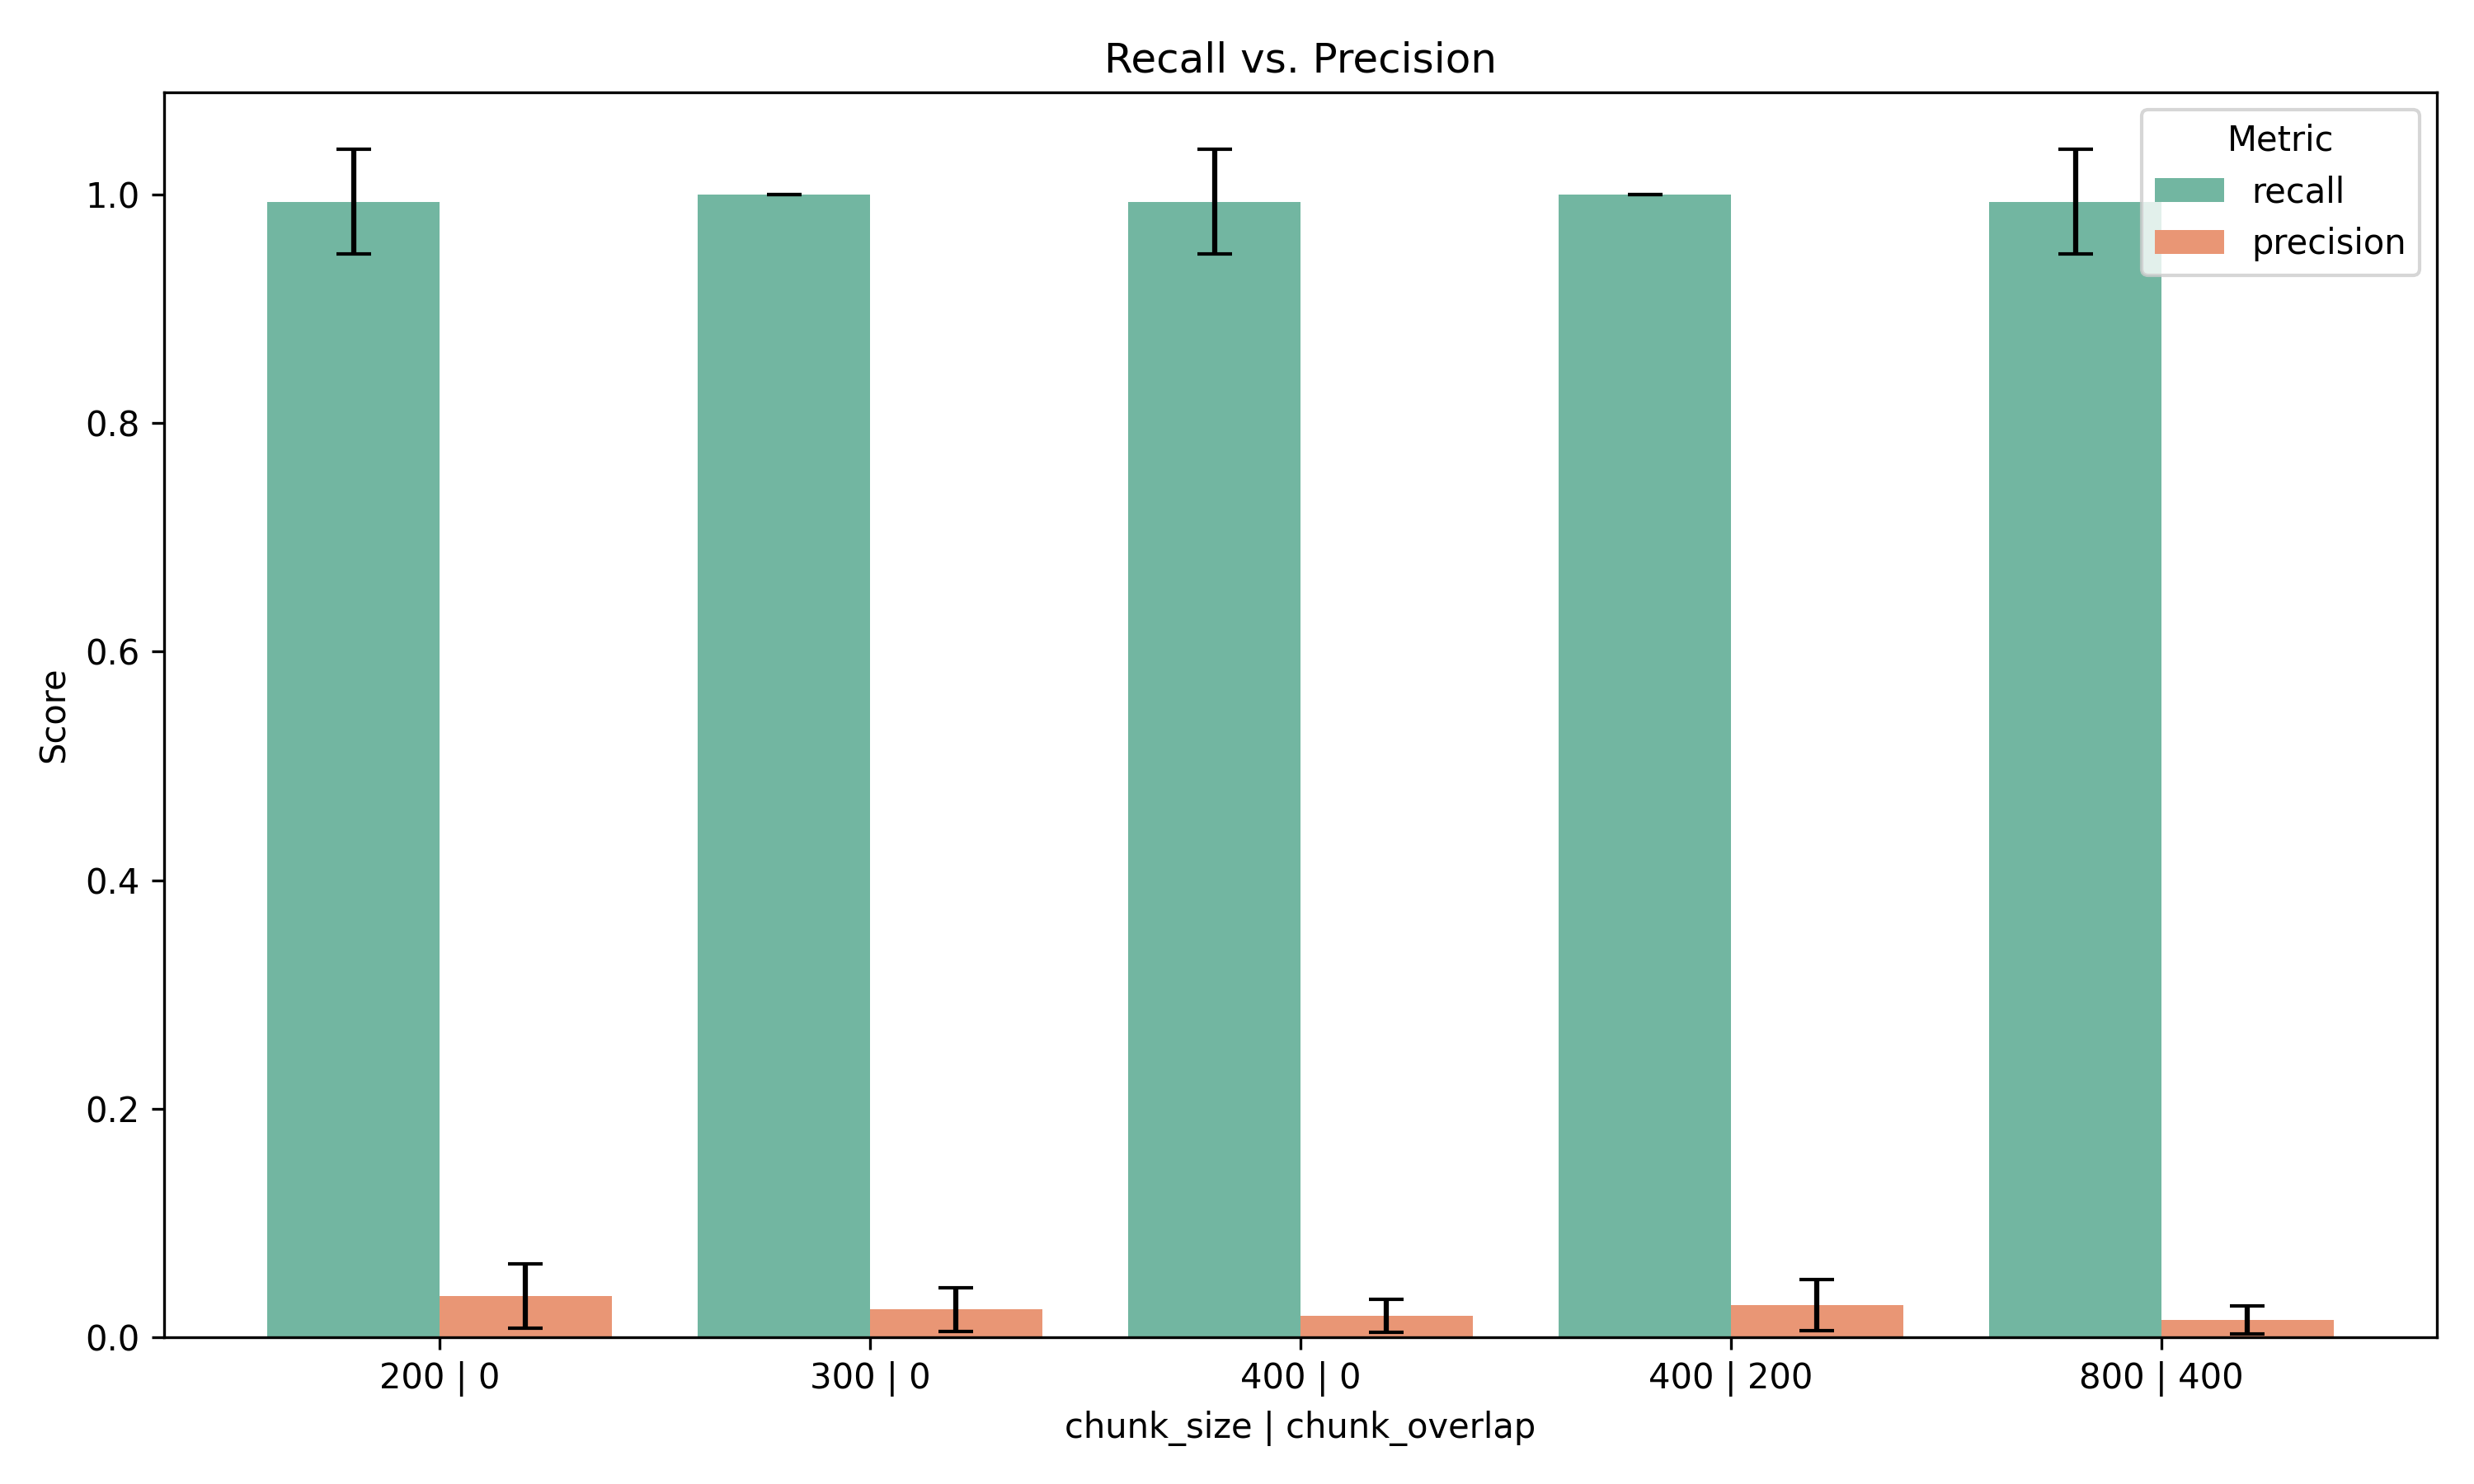 Recall vs. Precision
Metric
recall
precision
1.0
0.8
0.6
0.4
0.2
0.0
Score
200 | 0
300 | 0
400 | 0
400 | 200
800 | 400
chunk_size | chunk_overlap